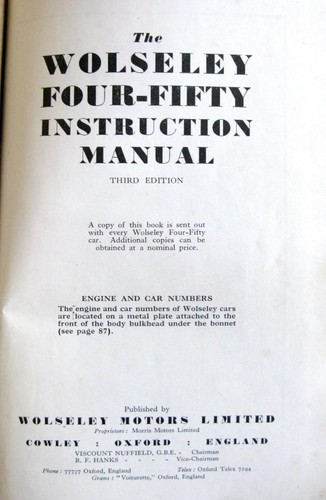 The
WOLSELEY
FOUR-FIFTY
INSTRUCTION
MANUAL
THIRD EDITION
A copy of this book is sent out
with every Wolseley Four-Fifty
car. Additional copies can be
obtained at a nominal price.
ENGINE AND CAR NUMBERS
The engine and car numbers of Wolseley cars
are located on a metal plate attached to the
front of the body bulkhead under the bonnet
(see page 87).
Published by
WOLSELEY MOTORS LIMITED
Proprietors: Morris Motors Limited
COWLEY : OXFORD : ENGLAND
VISCOUNT NUFFIELD, G.B.E. - Chairman
R. F. HANKS - - - Vice-Chairman
Phone: 77777 Oxford, England Telex: Oxford Telex 7294
Grams: "Voiturette," Oxford, England